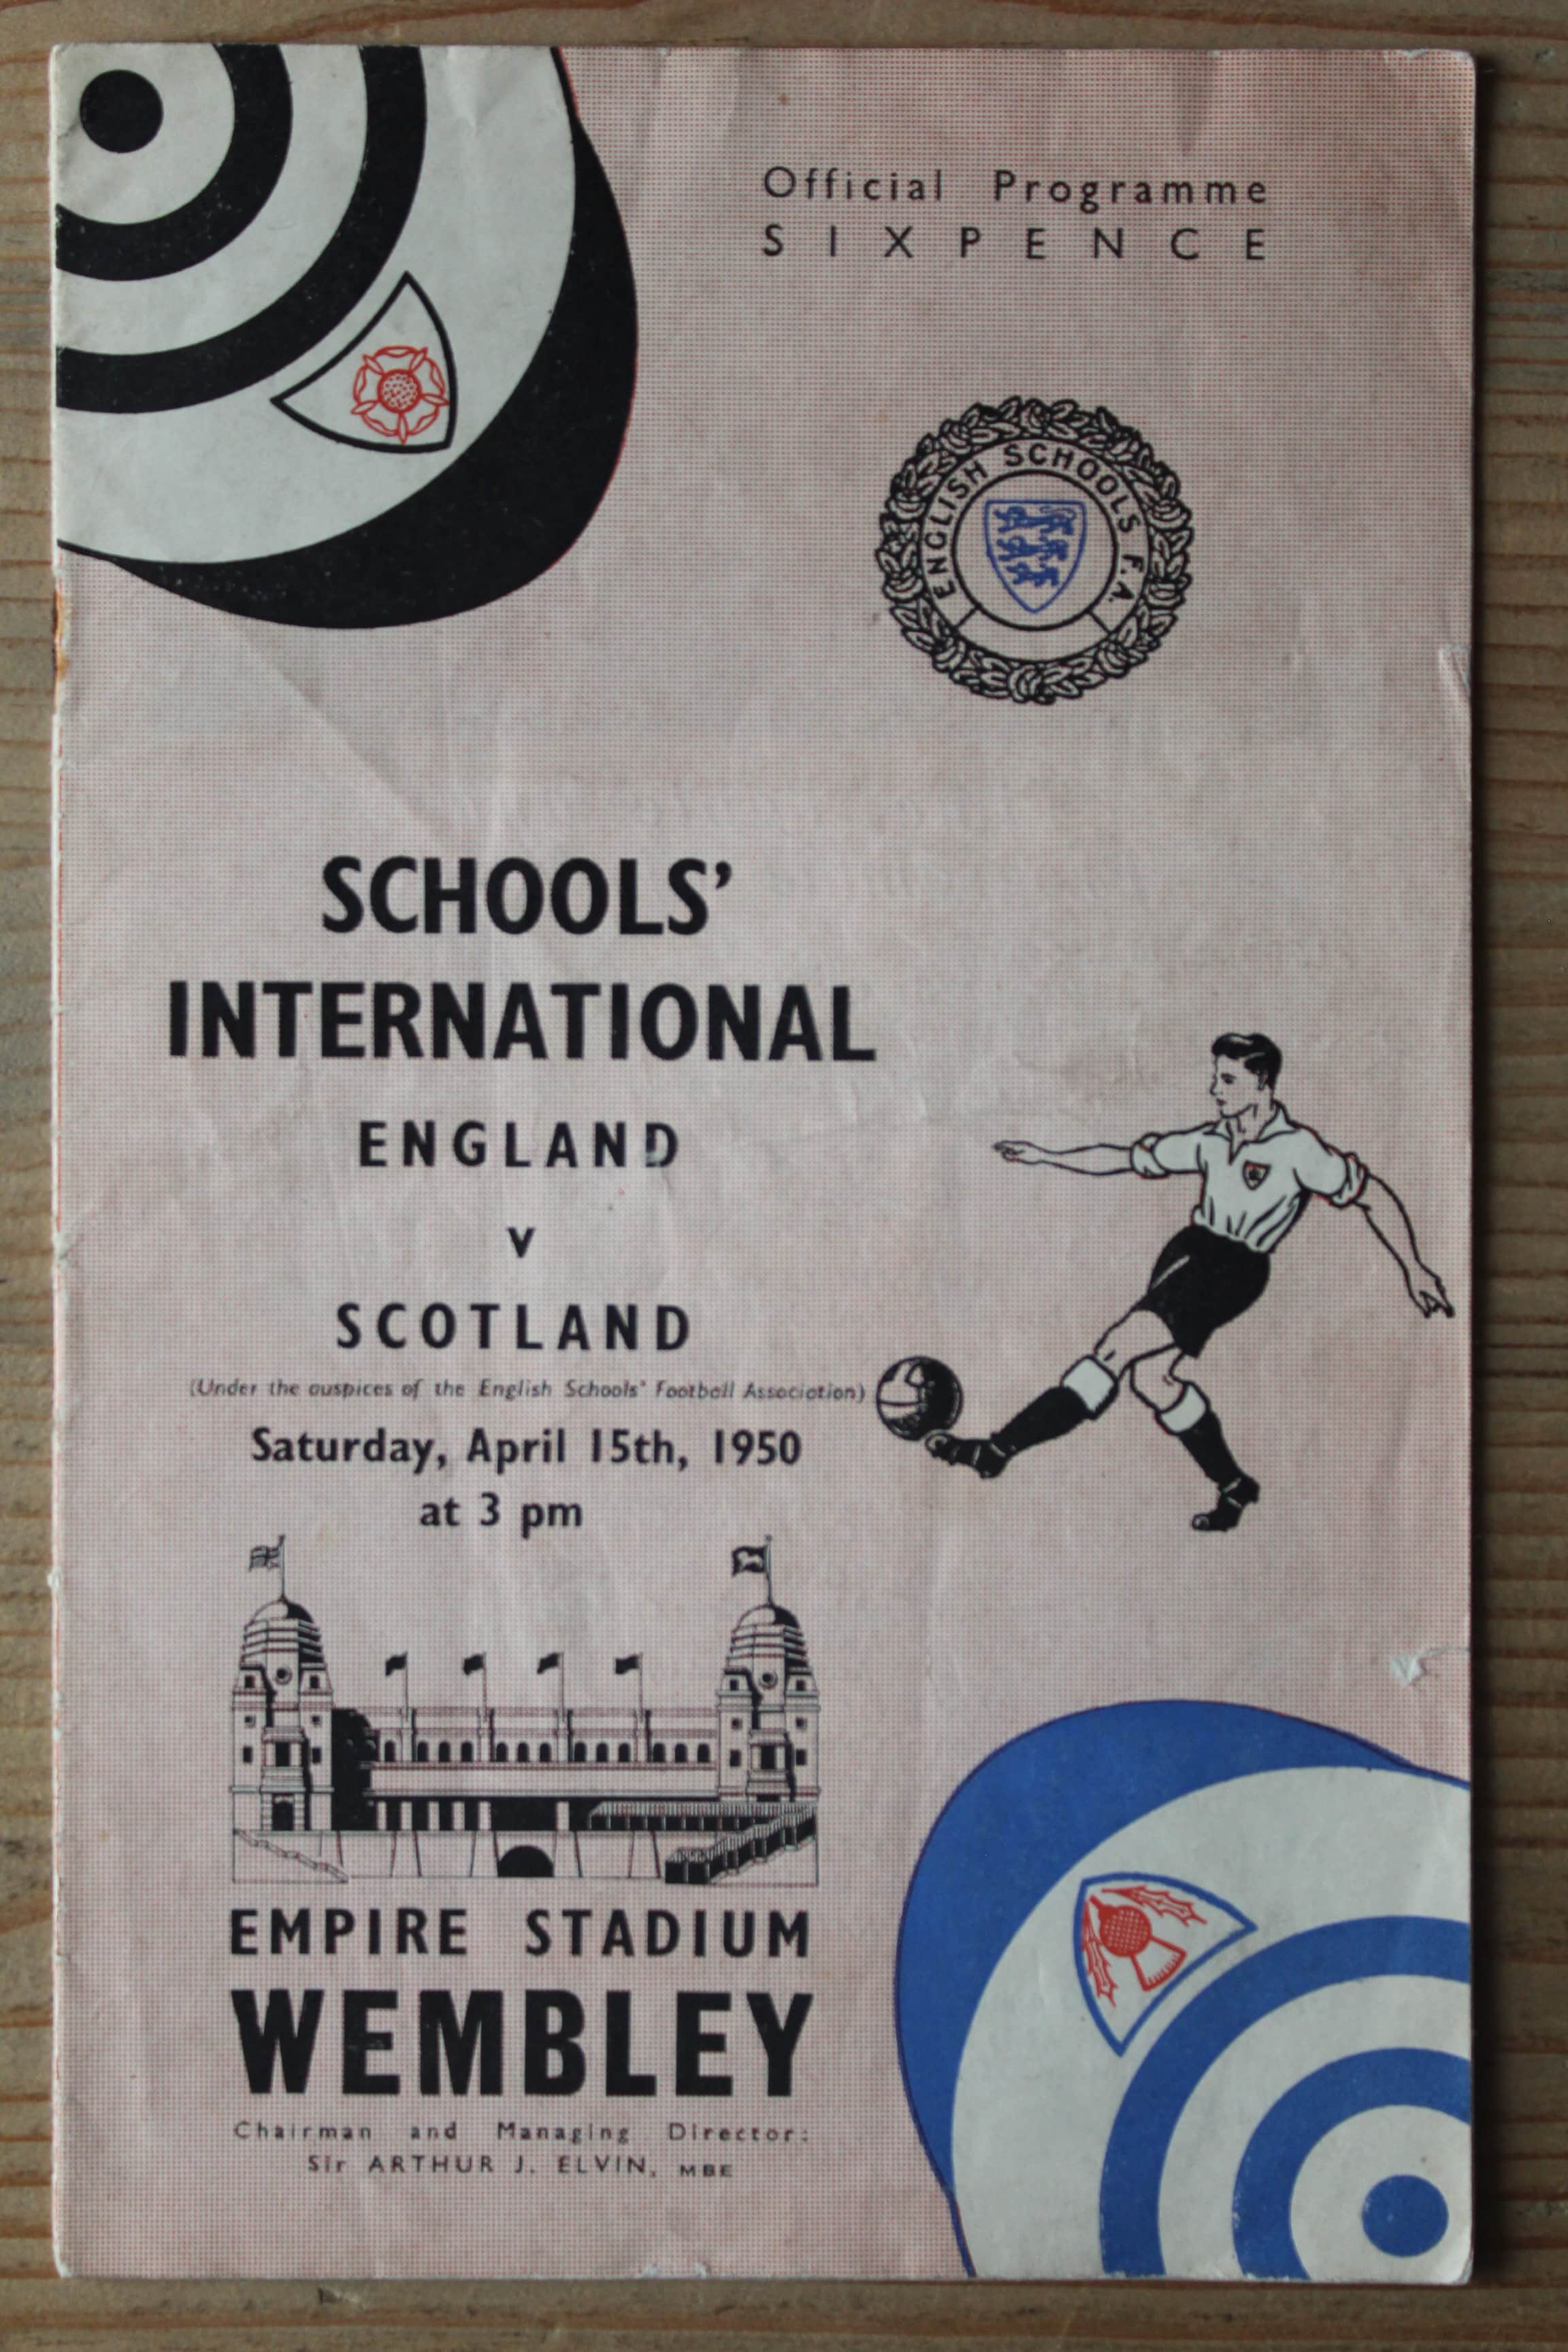 Official Programme
SIXPENCE
ENGLISH SCHOOLS F.A.
SCHOOLS'
INTERNATIONAL
ENGLAND
v
SCOTLAND
(Under the auspices of the English Schools' Football Association)
Saturday, April 15th, 1950
at 3 pm
EMPIRE STADIUM
WEMBLEY
Chairman and Managing Director:
Sir ARTHUR J. ELVIN, MBE